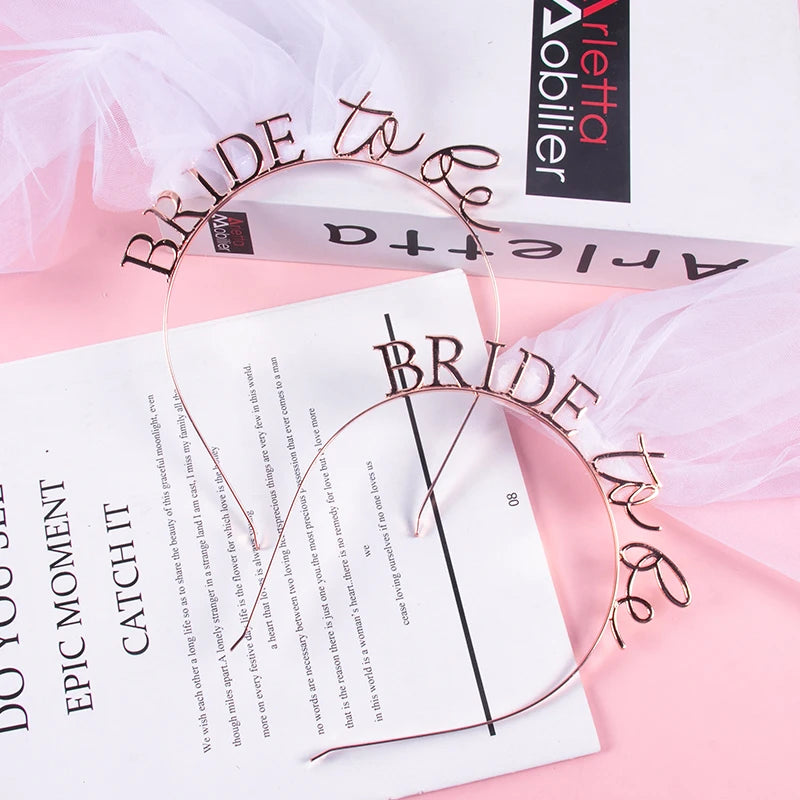 BRIDE to be
BRIDE to be
Arletta
Mobilier
Arletta
Arletta
Mobilier
DO YOU SEE
EPIC MOMENT
CATCH IT
We wish each other a long life so as to share the beauty of this graceful moonlight, even
though miles apart.A lonely stranger in a strange land I am cast. I miss my family all the
more on every festive day. life is the flower for which love is the honey
a heart that loves is always
no words are necessary between two loving precious things are very few in this world.
that is the reason there is just one you.the most precious possession that ever comes to a man
in this world is a woman's heart..there is no remedy for love but love more
we
cease loving ourselves if no one loves us
08